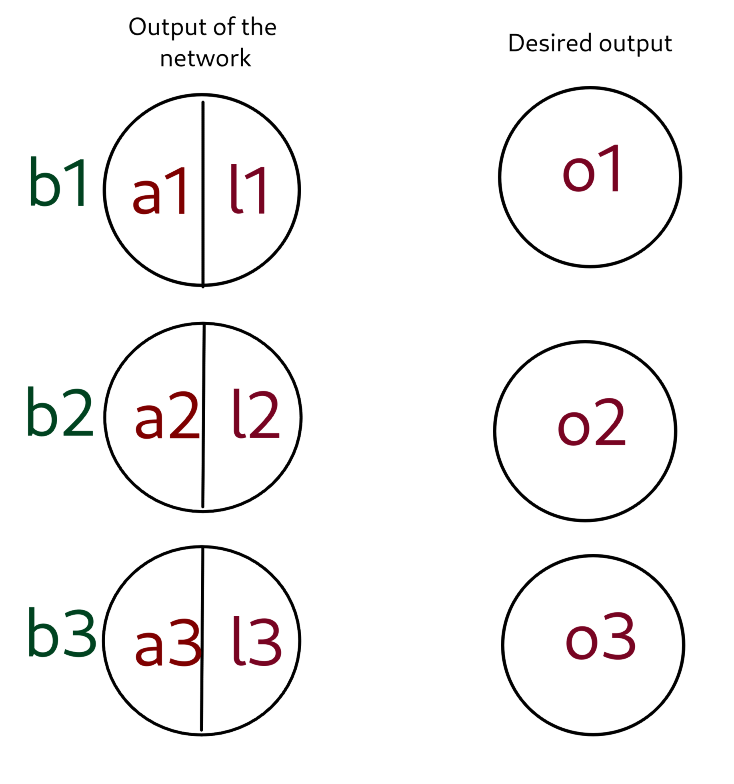 Output of the
network
Desired output
b1 a1 l1 o1
b2 a2 l2 o2
b3 a3 l3 o3